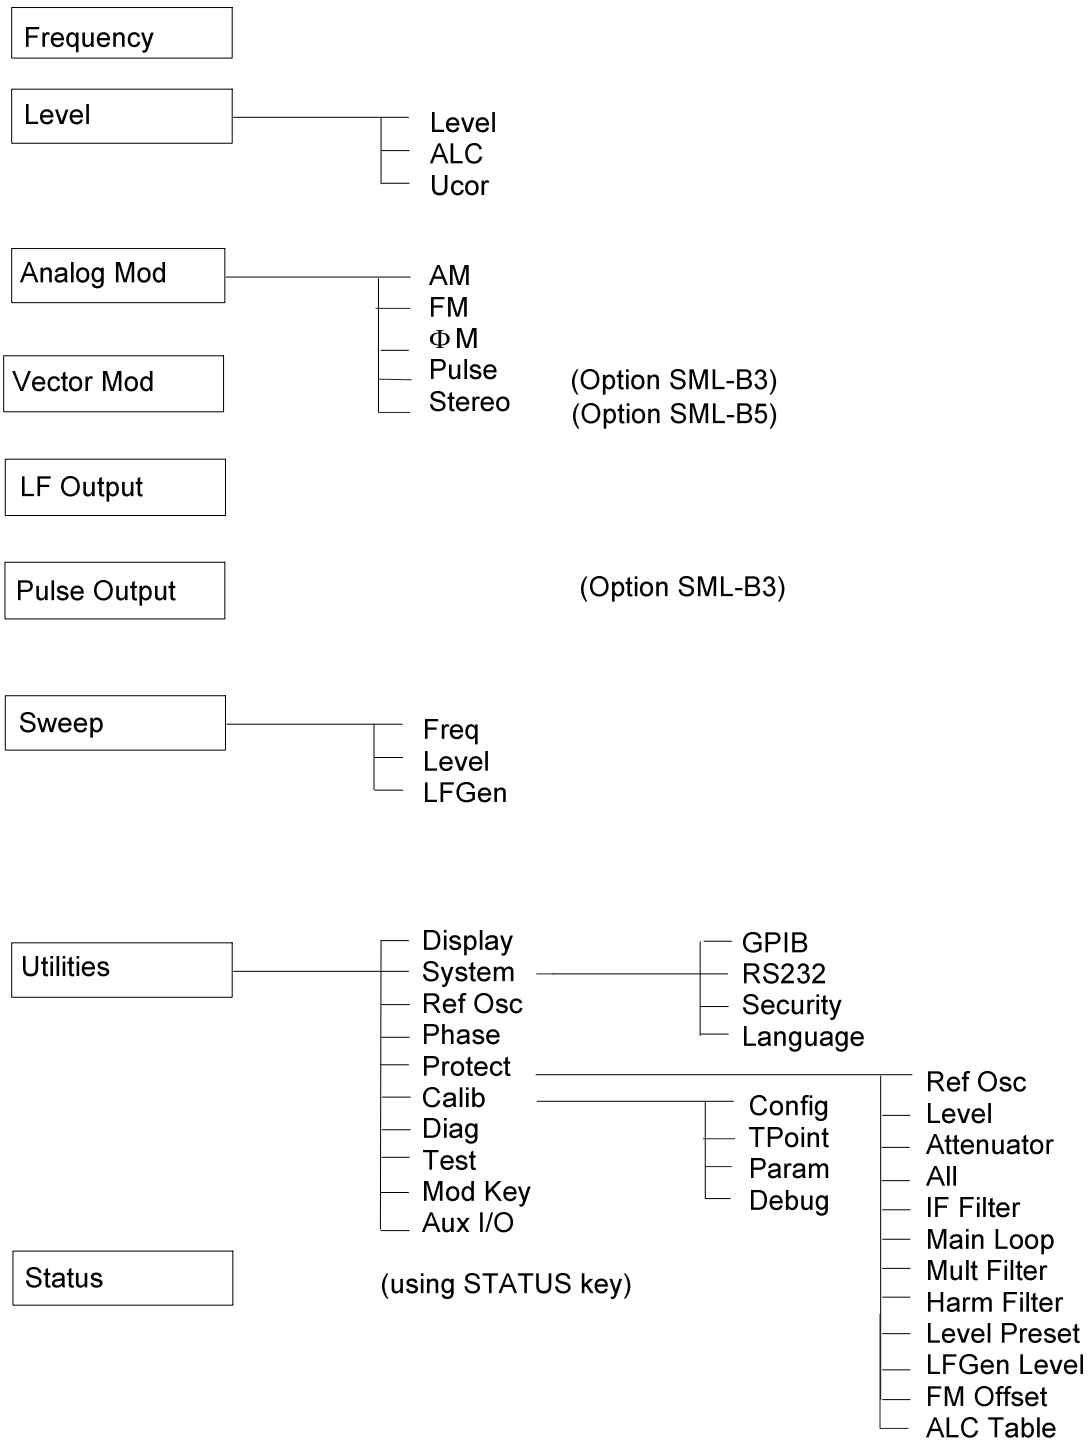 Frequency
Level
Level
ALC
Ucor
Analog Mod
AM
FM
ΦM
Vector Mod
Pulse (Option SML-B3)
Stereo (Option SML-B5)
LF Output
Pulse Output (Option SML-B3)
Sweep
Freq
Level
LFGen
Utilities
Display
System
Ref Osc
Phase
Protect
Calib
Diag
Test
Mod Key
Aux I/O
GPIB
RS232
Security
Language
Config
TPoint
Param
Debug
Ref Osc
Level
Attenuator
All
IF Filter
Main Loop
Mult Filter
Harm Filter
Level Preset
LFGen Level
FM Offset
ALC Table
Status (using STATUS key)